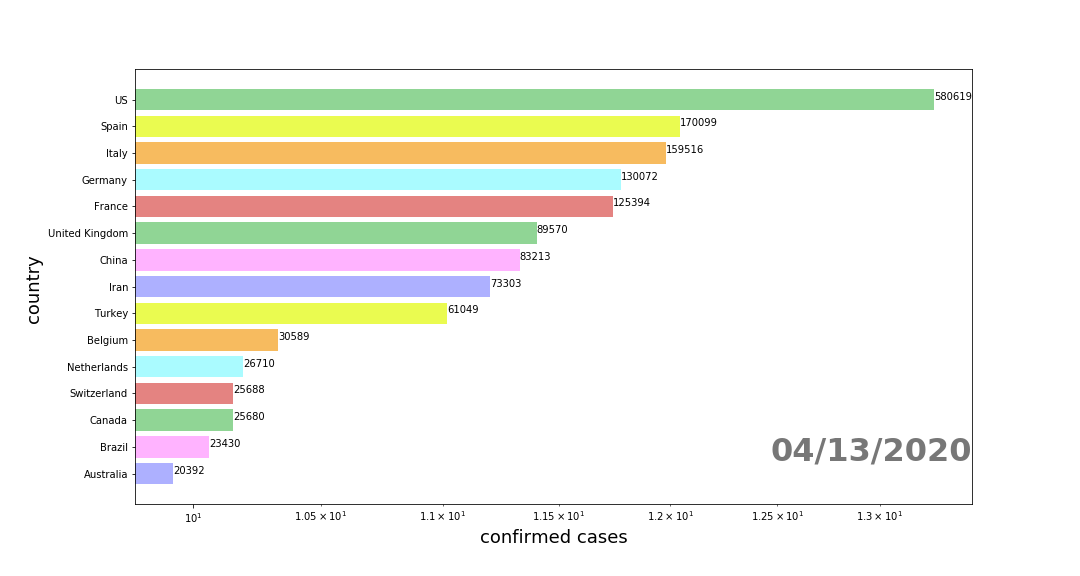 US 580619
Spain 170099
Italy 159516
Germany 130072
France 125394
United Kingdom 89570
China 83213
Iran 73303
Turkey 61049
Belgium 30589
Netherlands 26710
Switzerland 25688
Canada 25680
Brazil 23430
Australia 20392
country
04/13/2020
10¹ 1.05 × 10¹ 1.1 × 10¹ 1.15 × 10¹ 1.2 × 10¹ 1.25 × 10¹ 1.3 × 10¹
confirmed cases